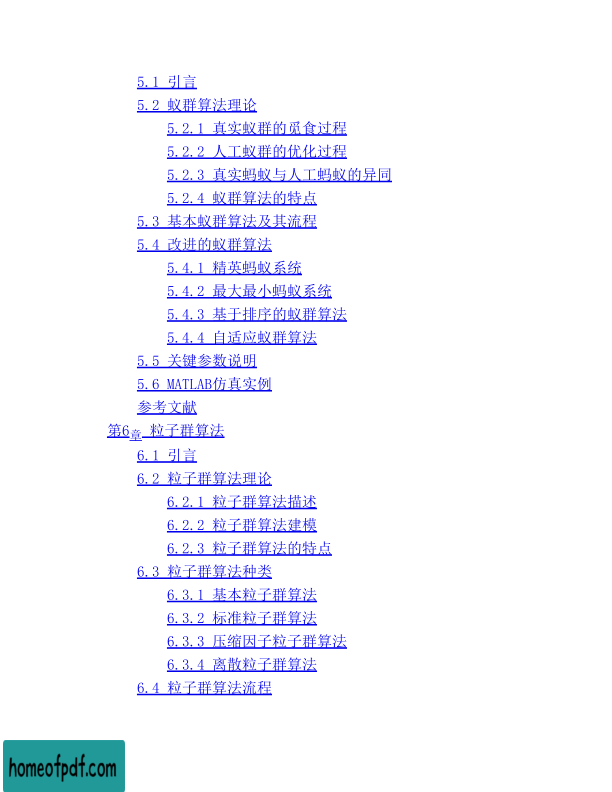 5.1 引言
5.2 蚁群算法理论
5.2.1 真实蚁群的觅食过程
5.2.2 人工蚁群的优化过程
5.2.3 真实蚂蚁与人工蚂蚁的异同
5.2.4 蚁群算法的特点
5.3 基本蚁群算法及其流程
5.4 改进的蚁群算法
5.4.1 精英蚂蚁系统
5.4.2 最大最小蚂蚁系统
5.4.3 基于排序的蚁群算法
5.4.4 自适应蚁群算法
5.5 关键参数说明
5.6 MATLAB仿真实例
参考文献
第6章 粒子群算法
6.1 引言
6.2 粒子群算法理论
6.2.1 粒子群算法描述
6.2.2 粒子群算法建模
6.2.3 粒子群算法的特点
6.3 粒子群算法种类
6.3.1 基本粒子群算法
6.3.2 标准粒子群算法
6.3.3 压缩因子粒子群算法
6.3.4 离散粒子群算法
6.4 粒子群算法流程
homeofpdf.com